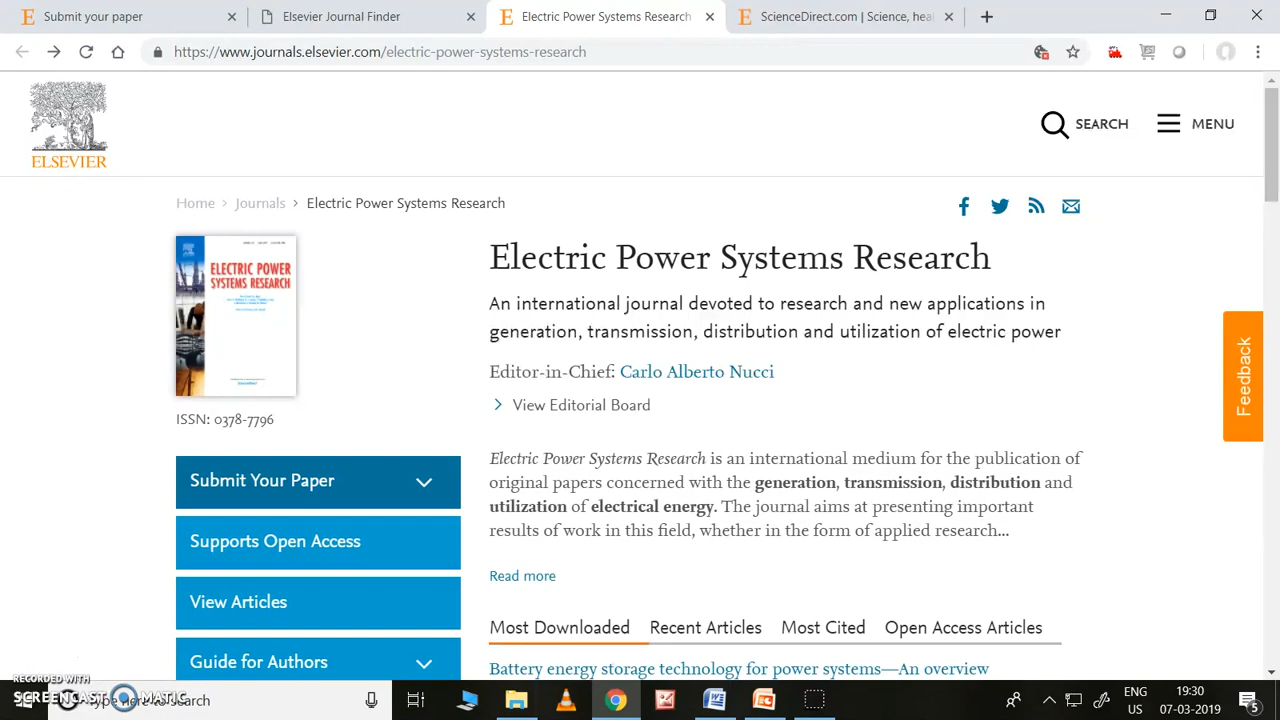 Submit your paper
Elsevier Journal Finder
Electric Power Systems Research
ScienceDirect.com | Science, hea
https://www.journals.elsevier.com/electric-power-systems-research
ELSEVIER
SEARCH
MENU
Home > Journals > Electric Power Systems Research
ELECTRIC POWER
SYSTEMS RESEARCH
ISSN: 0378-7796
Electric Power Systems Research
An international journal devoted to research and new applications in
generation, transmission, distribution and utilization of electric power
Editor-in-Chief: Carlo Alberto Nucci
View Editorial Board
Electric Power Systems Research is an international medium for the publication of
original papers concerned with the generation, transmission, distribution and
utilization of electrical energy. The journal aims at presenting important
results of work in this field, whether in the form of applied research...
Read more
Feedback
Submit Your Paper
Supports Open Access
View Articles
Guide for Authors
Most Downloaded
Recent Articles
Most Cited
Open Access Articles
Battery energy storage technology for power systems—An overview
RECORDED WITH
SCREENCAST MATIC
Type here to search
ENG
US
19:30
07-03-2019
5